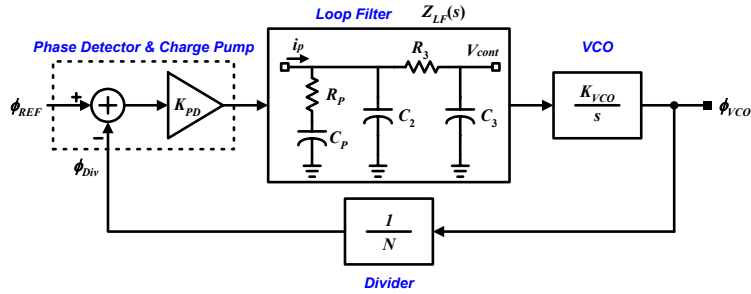 Loop Filter Z_LF(s)
Phase Detector & Charge Pump
i_p
R_3
V_cont
VCO
ϕ_REF
+
+
−
K_PD
R_P
C_P
C_2
C_3
K_VCO
s
ϕ_VCO
ϕ_Div
1
N
Divider